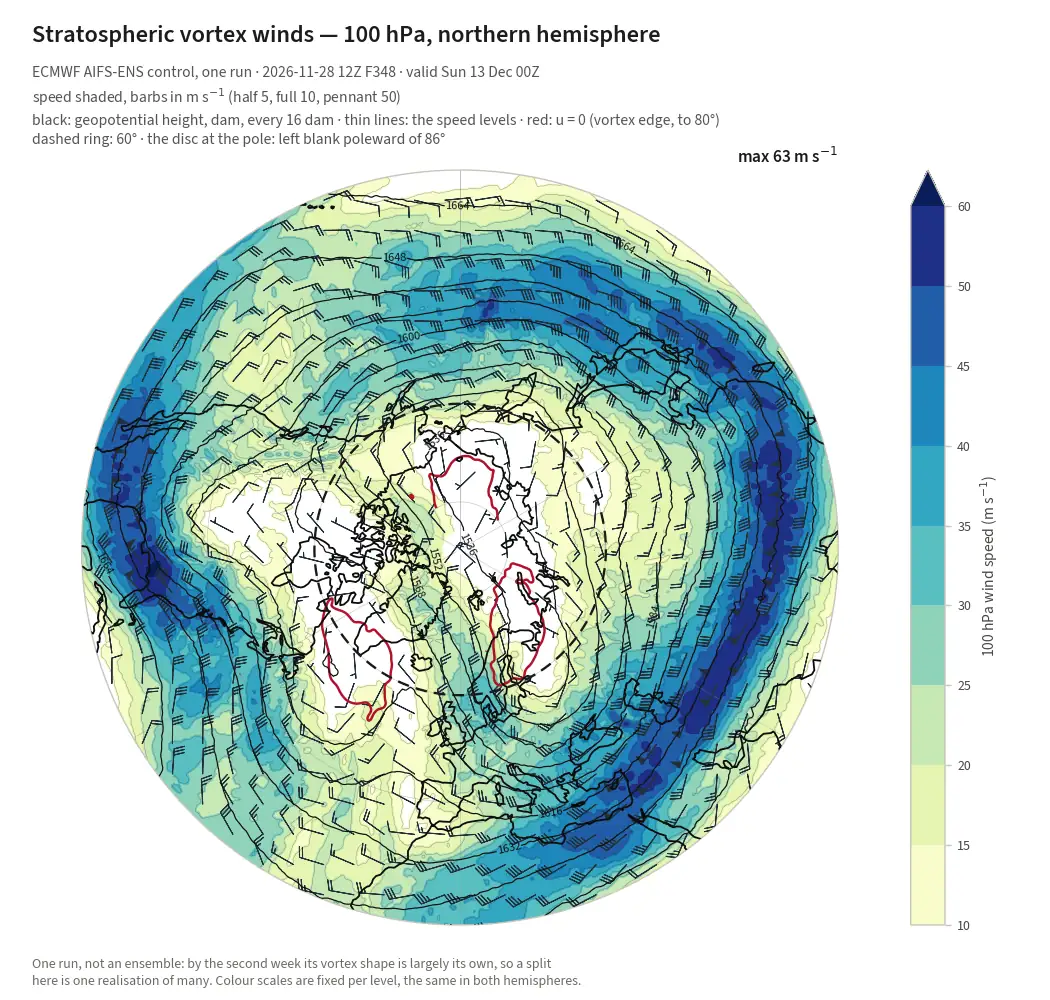 Stratospheric vortex winds — 100 hPa, northern hemisphere
ECMWF AIFS-ENS control, one run · 2026-11-28 12Z F348 · valid Sun 13 Dec 00Z
speed shaded, barbs in m s⁻¹ (half 5, full 10, pennant 50)
black: geopotential height, dam, every 16 dam · thin lines: the speed levels · red: u = 0 (vortex edge, to 80°)
dashed ring: 60° · the disc at the pole: left blank poleward of 86°
max 63 m s⁻¹
1664
1664
1648
1600
1536
1552
1568
1616
1632
60
50
45
40
35
30
25
20
15
10
100 hPa wind speed (m s⁻¹)
One run, not an ensemble: by the second week its vortex shape is largely its own, so a split
here is one realisation of many. Colour scales are fixed per level, the same in both hemispheres.